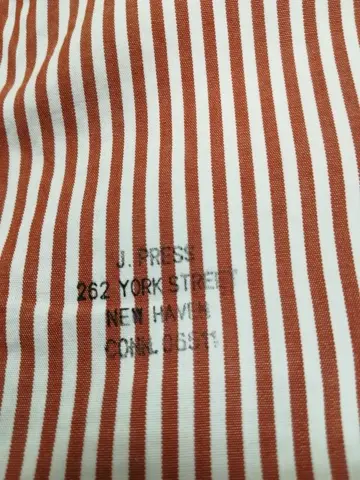 J. PRESS
262 YORK STREET
NEW HAVEN
CONN. 06511